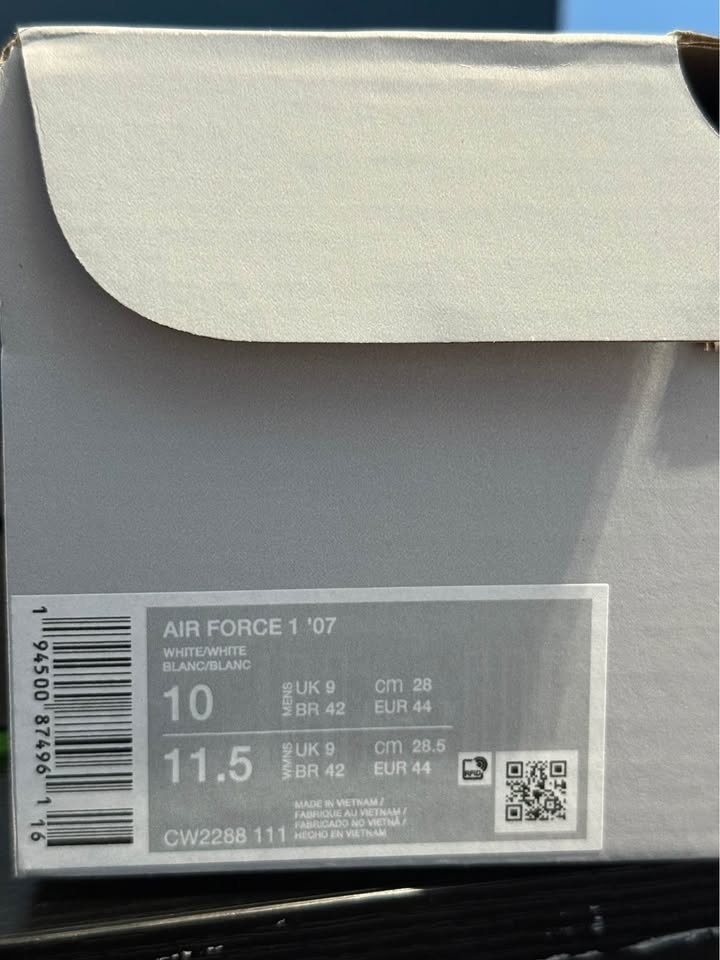 AIR FORCE 1 '07
WHITE/WHITE
BLANC/BLANC
10 MENS UK 9 cm 28
BR 42 EUR 44
11.5 WMNS UK 9 cm 28.5
BR 42 EUR 44
RFID
MADE IN VIETNAM /
FABRIQUE AU VIETNAM /
FABRICADO NO VIETNÃ /
HECHO EN VIETNAM
CW2288 111
1 94500 87496 1 16